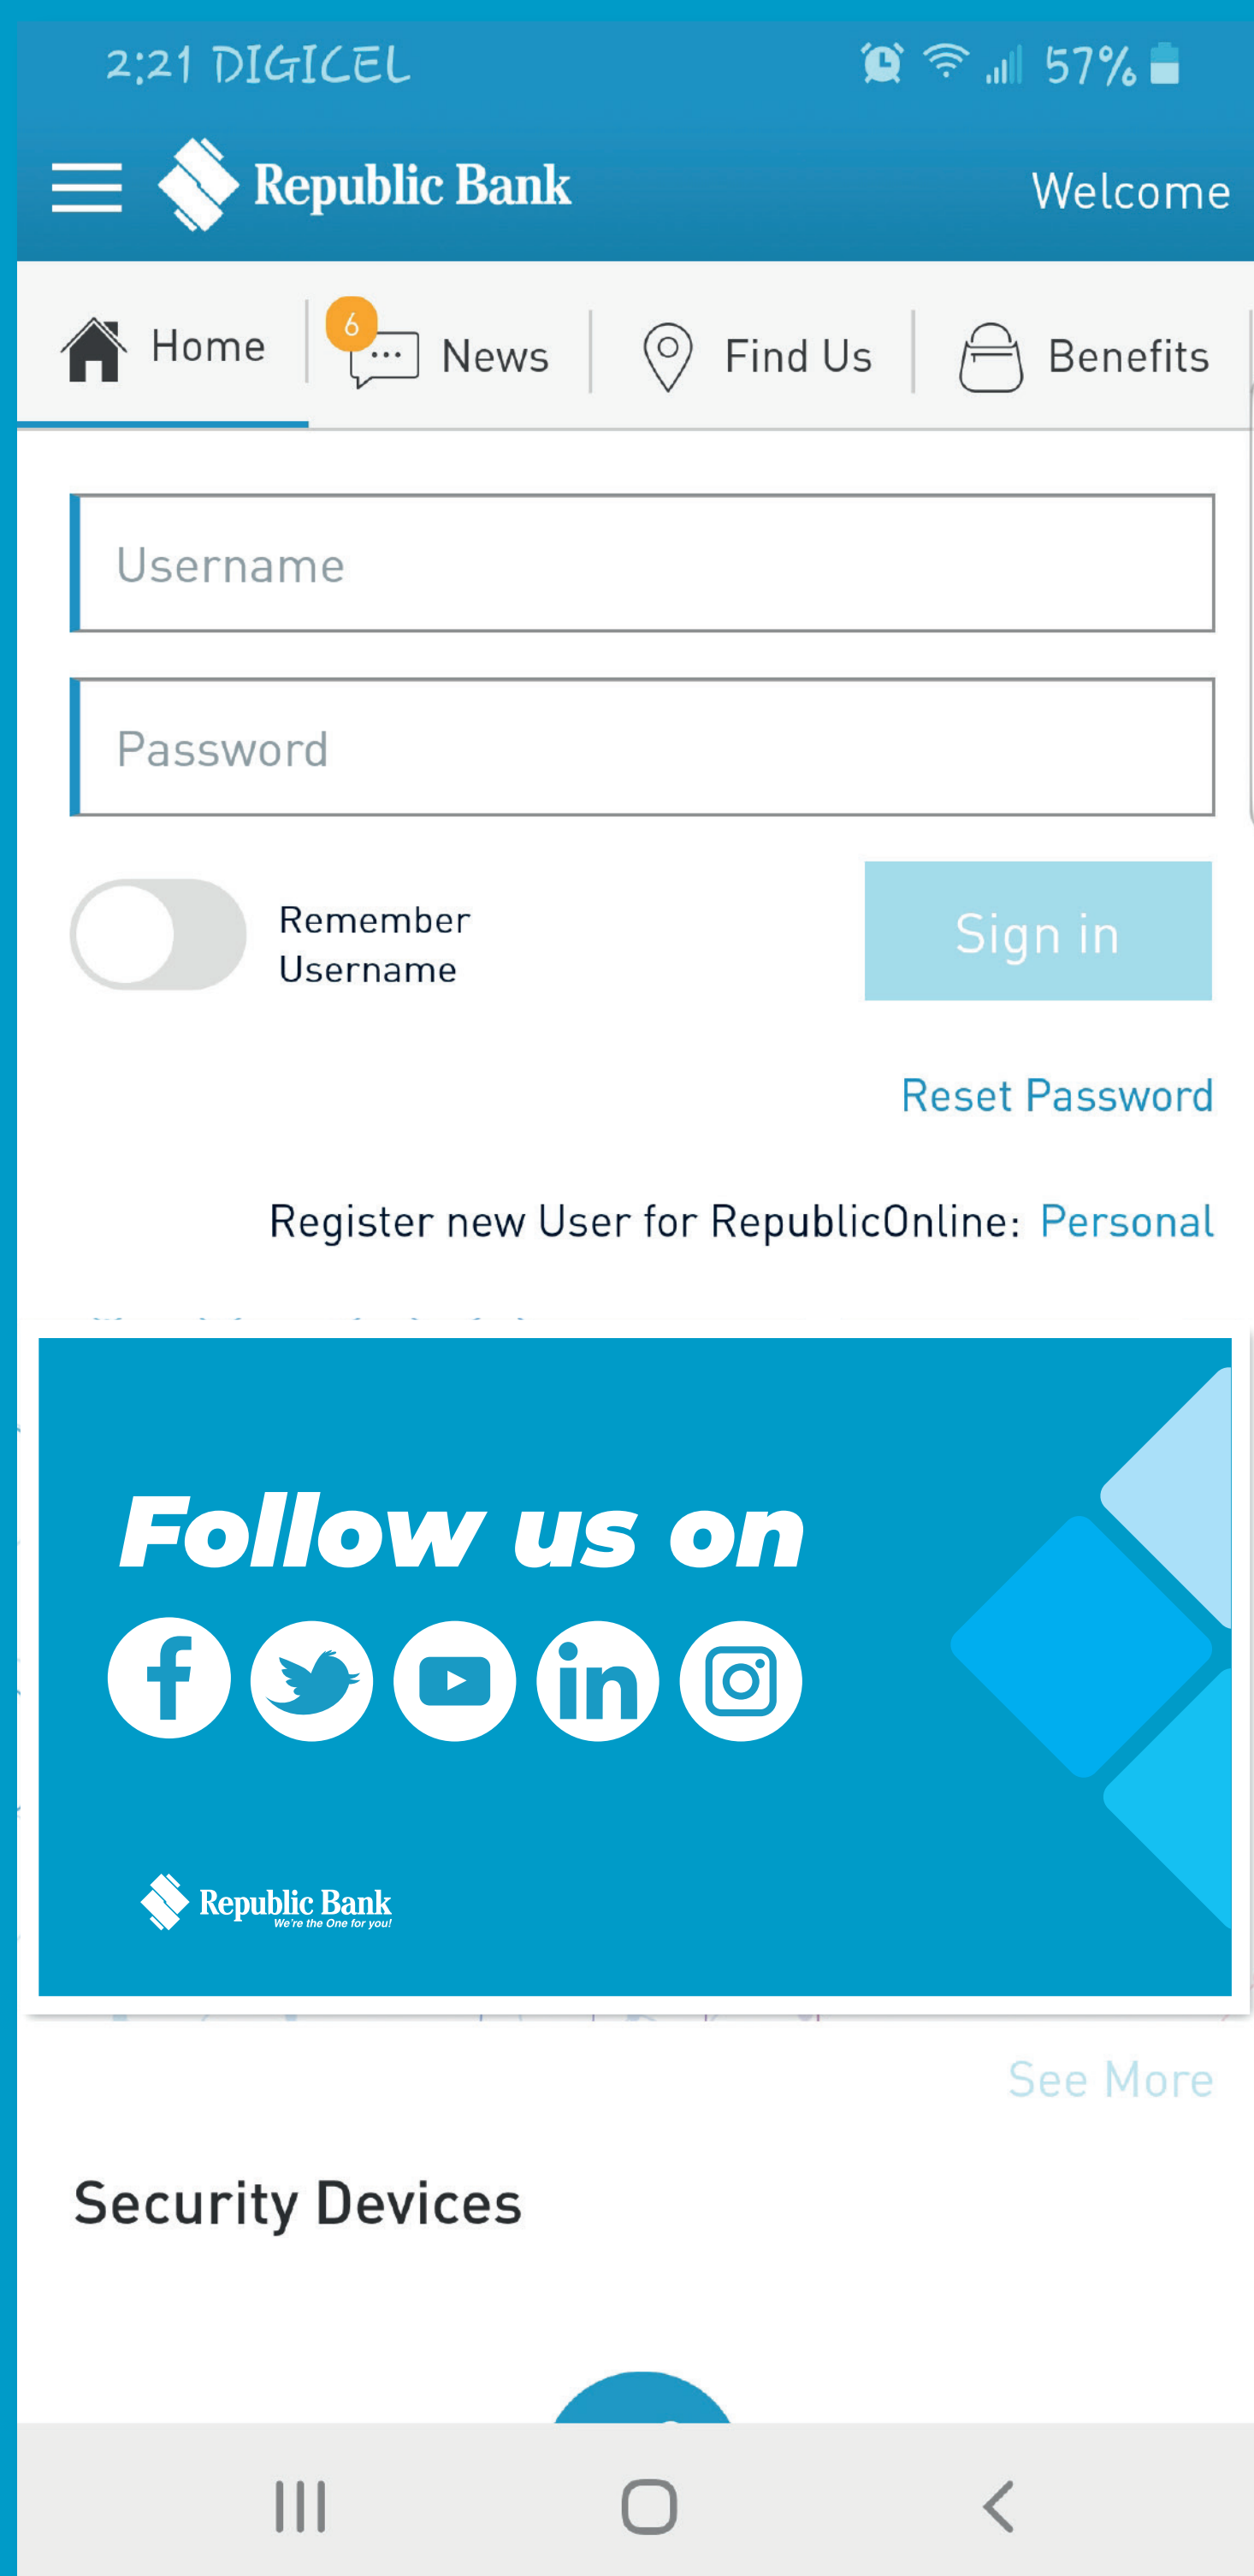 2:21 DIGICEL 57%
Republic Bank Welcome
Home 6 News Find Us Benefits
Username
Password
Remember
Username
Sign in
Reset Password
Register new User for RepublicOnline: Personal
Follow us on
Republic Bank
We're the One for you!
See More
Security Devices